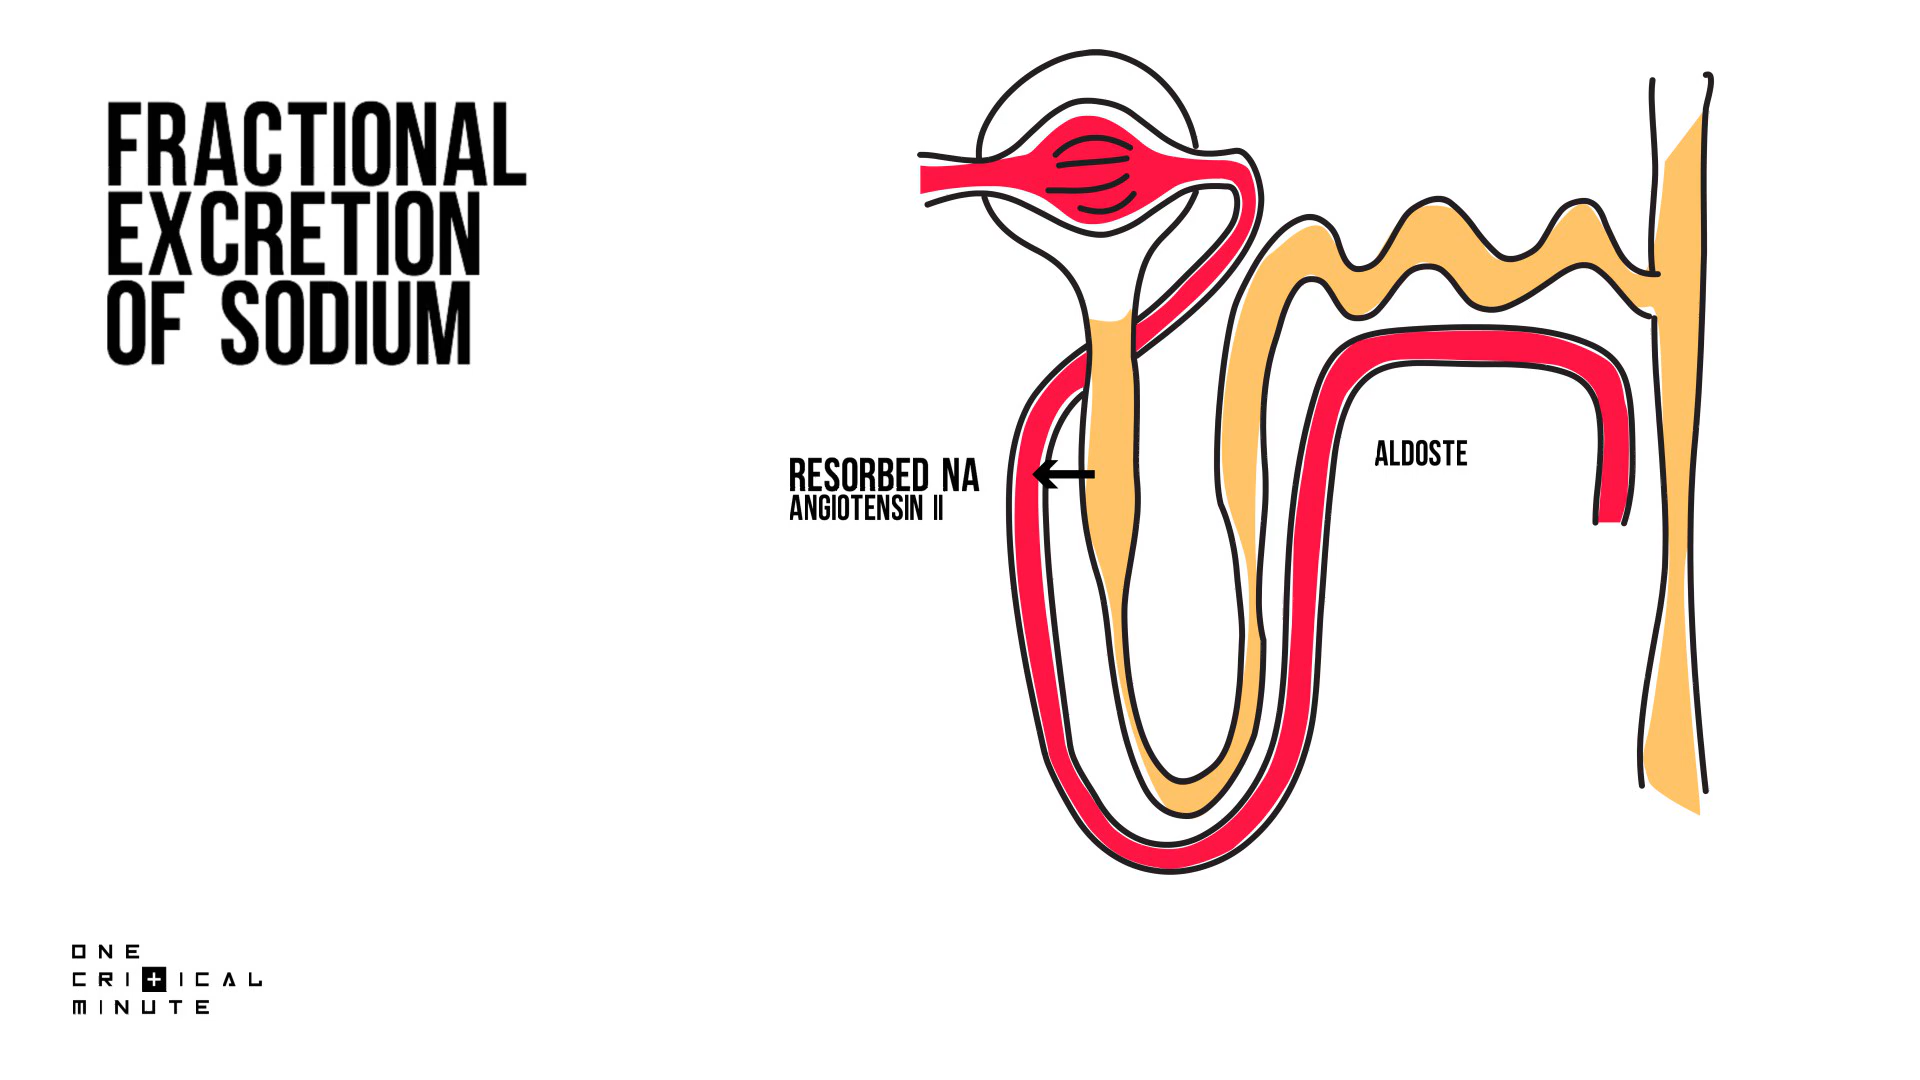 FRACTIONAL
EXCRETION
OF SODIUM
RESORBED NA
ANGIOTENSIN II
ALDOSTE
ONE
CRITICAL
MINUTE